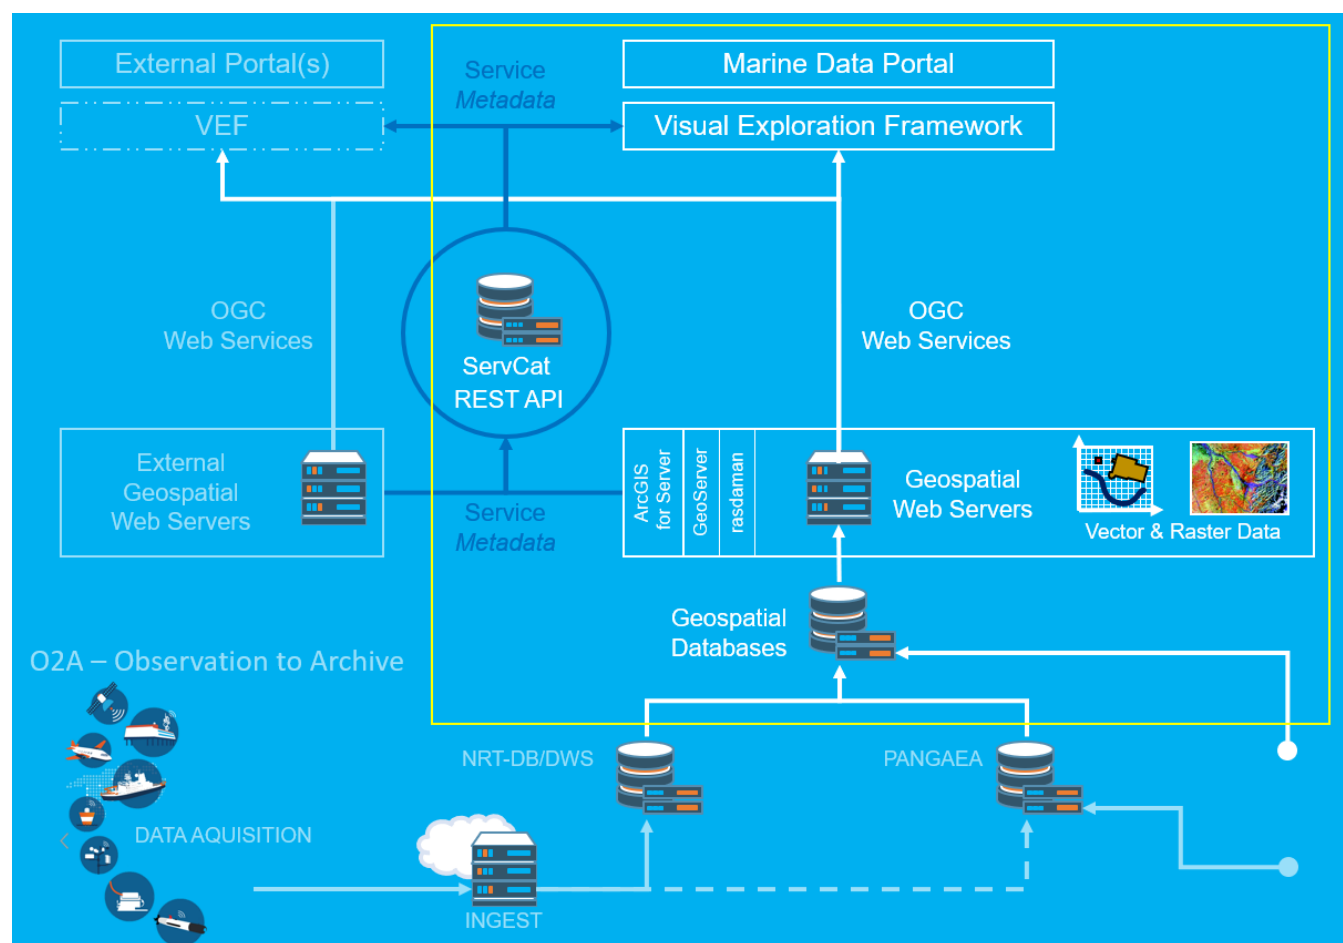 External Portal(s)
VEF
Service
Metadata
Marine Data Portal
Visual Exploration Framework
OGC
Web Services
ServCat
REST API
OGC
Web Services
External
Geospatial
Web Servers
Service
Metadata
ArcGIS
for Server
GeoServer
rasdaman
Geospatial
Web Servers
Vector & Raster Data
Geospatial
Databases
O2A – Observation to Archive
NRT-DB/DWS
PANGAEA
DATA AQUISITION
INGEST